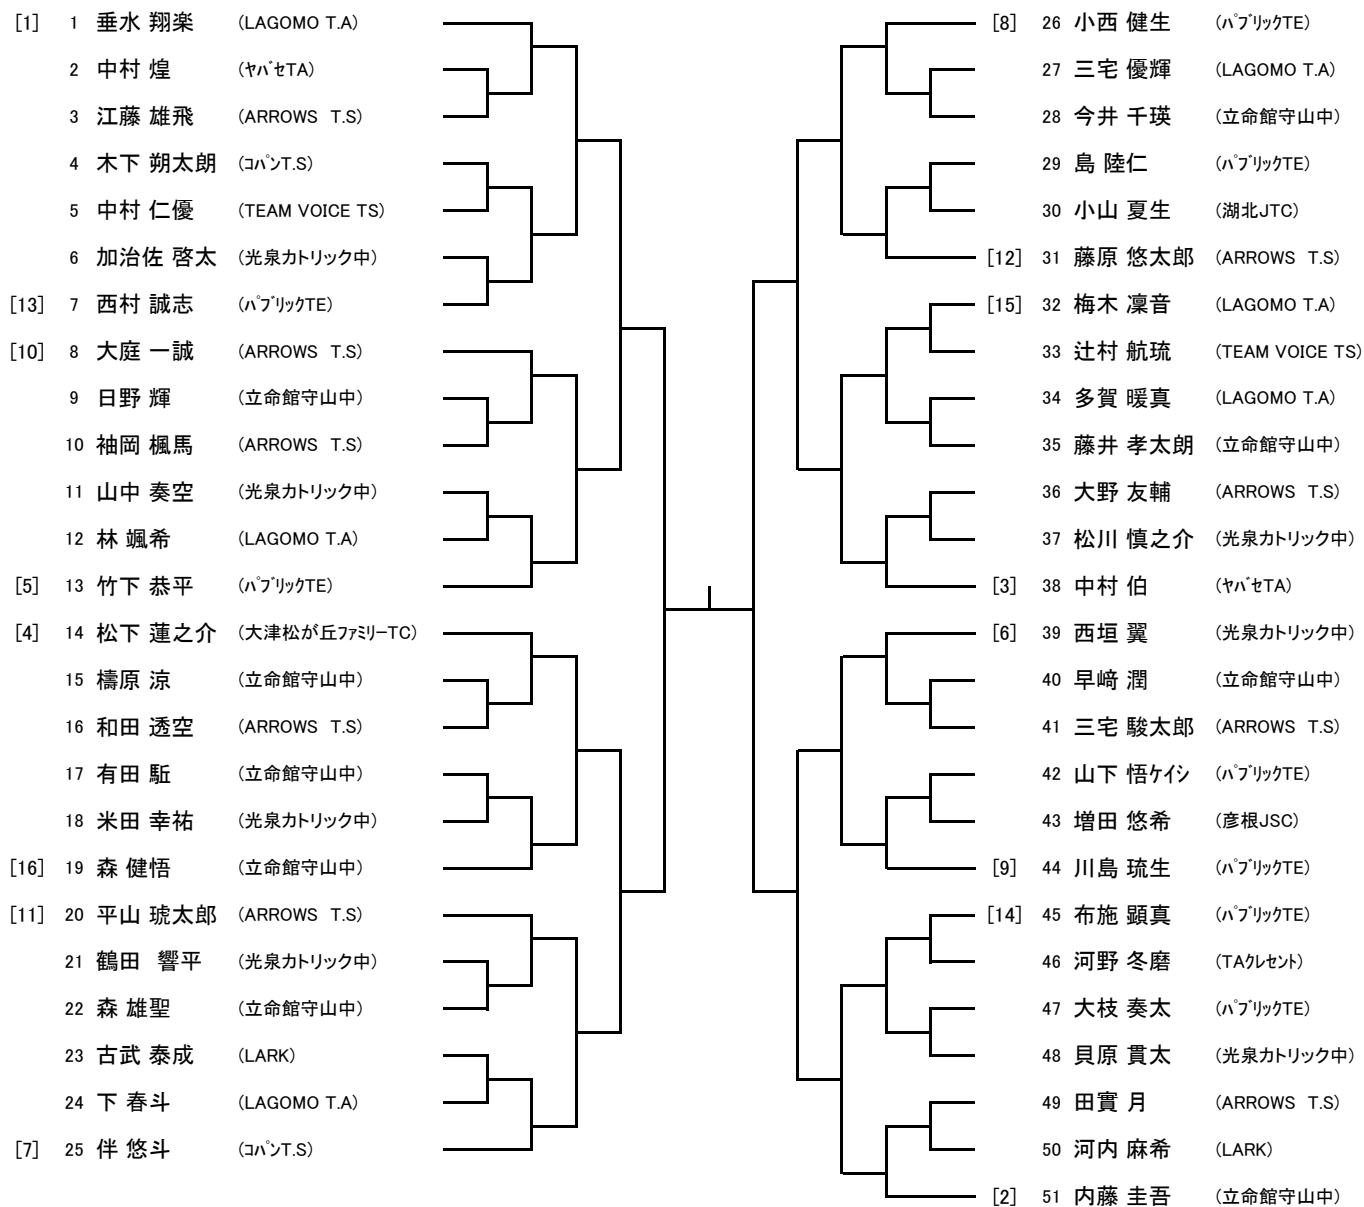 [1] 1 垂水 翔楽 (LAGOMO T.A)
2 中村 煌 (ヤバセTA)
3 江藤 雄飛 (ARROWS T.S)
4 木下 朔太朗 (コパンT.S)
5 中村 仁優 (TEAM VOICE TS)
6 加治佐 啓太 (光泉カトリック中)
[13] 7 西村 誠志 (パブリックTE)
[10] 8 大庭 一誠 (ARROWS T.S)
9 日野 輝 (立命館守山中)
10 袖岡 楓馬 (ARROWS T.S)
11 山中 奏空 (光泉カトリック中)
12 林 颯希 (LAGOMO T.A)
[5] 13 竹下 恭平 (パブリックTE)
[4] 14 松下 蓮之介 (大津松が丘ファミリーTC)
15 檮原 涼 (立命館守山中)
16 和田 透空 (ARROWS T.S)
17 有田 駈 (立命館守山中)
18 米田 幸祐 (光泉カトリック中)
[16] 19 森 健悟 (立命館守山中)
[11] 20 平山 琥太郎 (ARROWS T.S)
21 鶴田 響平 (光泉カトリック中)
22 森 雄聖 (立命館守山中)
23 古武 泰成 (LARK)
24 下 春斗 (LAGOMO T.A)
[7] 25 伴 悠斗 (コパンT.S)
[8] 26 小西 健生 (パブリックTE)
27 三宅 優輝 (LAGOMO T.A)
28 今井 千瑛 (立命館守山中)
29 島 陸仁 (パブリックTE)
30 小山 夏生 (湖北JTC)
[12] 31 藤原 悠太郎 (ARROWS T.S)
[15] 32 梅木 凜音 (LAGOMO T.A)
33 辻村 航琉 (TEAM VOICE TS)
34 多賀 暖真 (LAGOMO T.A)
35 藤井 孝太朗 (立命館守山中)
36 大野 友輔 (ARROWS T.S)
37 松川 慎之介 (光泉カトリック中)
[3] 38 中村 伯 (ヤバセTA)
[6] 39 西垣 翼 (光泉カトリック中)
40 早﨑 潤 (立命館守山中)
41 三宅 駿太郎 (ARROWS T.S)
42 山下 悟ケイシ (パブリックTE)
43 増田 悠希 (彦根JSC)
[9] 44 川島 琉生 (パブリックTE)
[14] 45 布施 顕真 (パブリックTE)
46 河野 冬磨 (TAクレセント)
47 大枝 奏太 (パブリックTE)
48 貝原 貫太 (光泉カトリック中)
49 田實 月 (ARROWS T.S)
50 河内 麻希 (LARK)
[2] 51 内藤 圭吾 (立命館守山中)